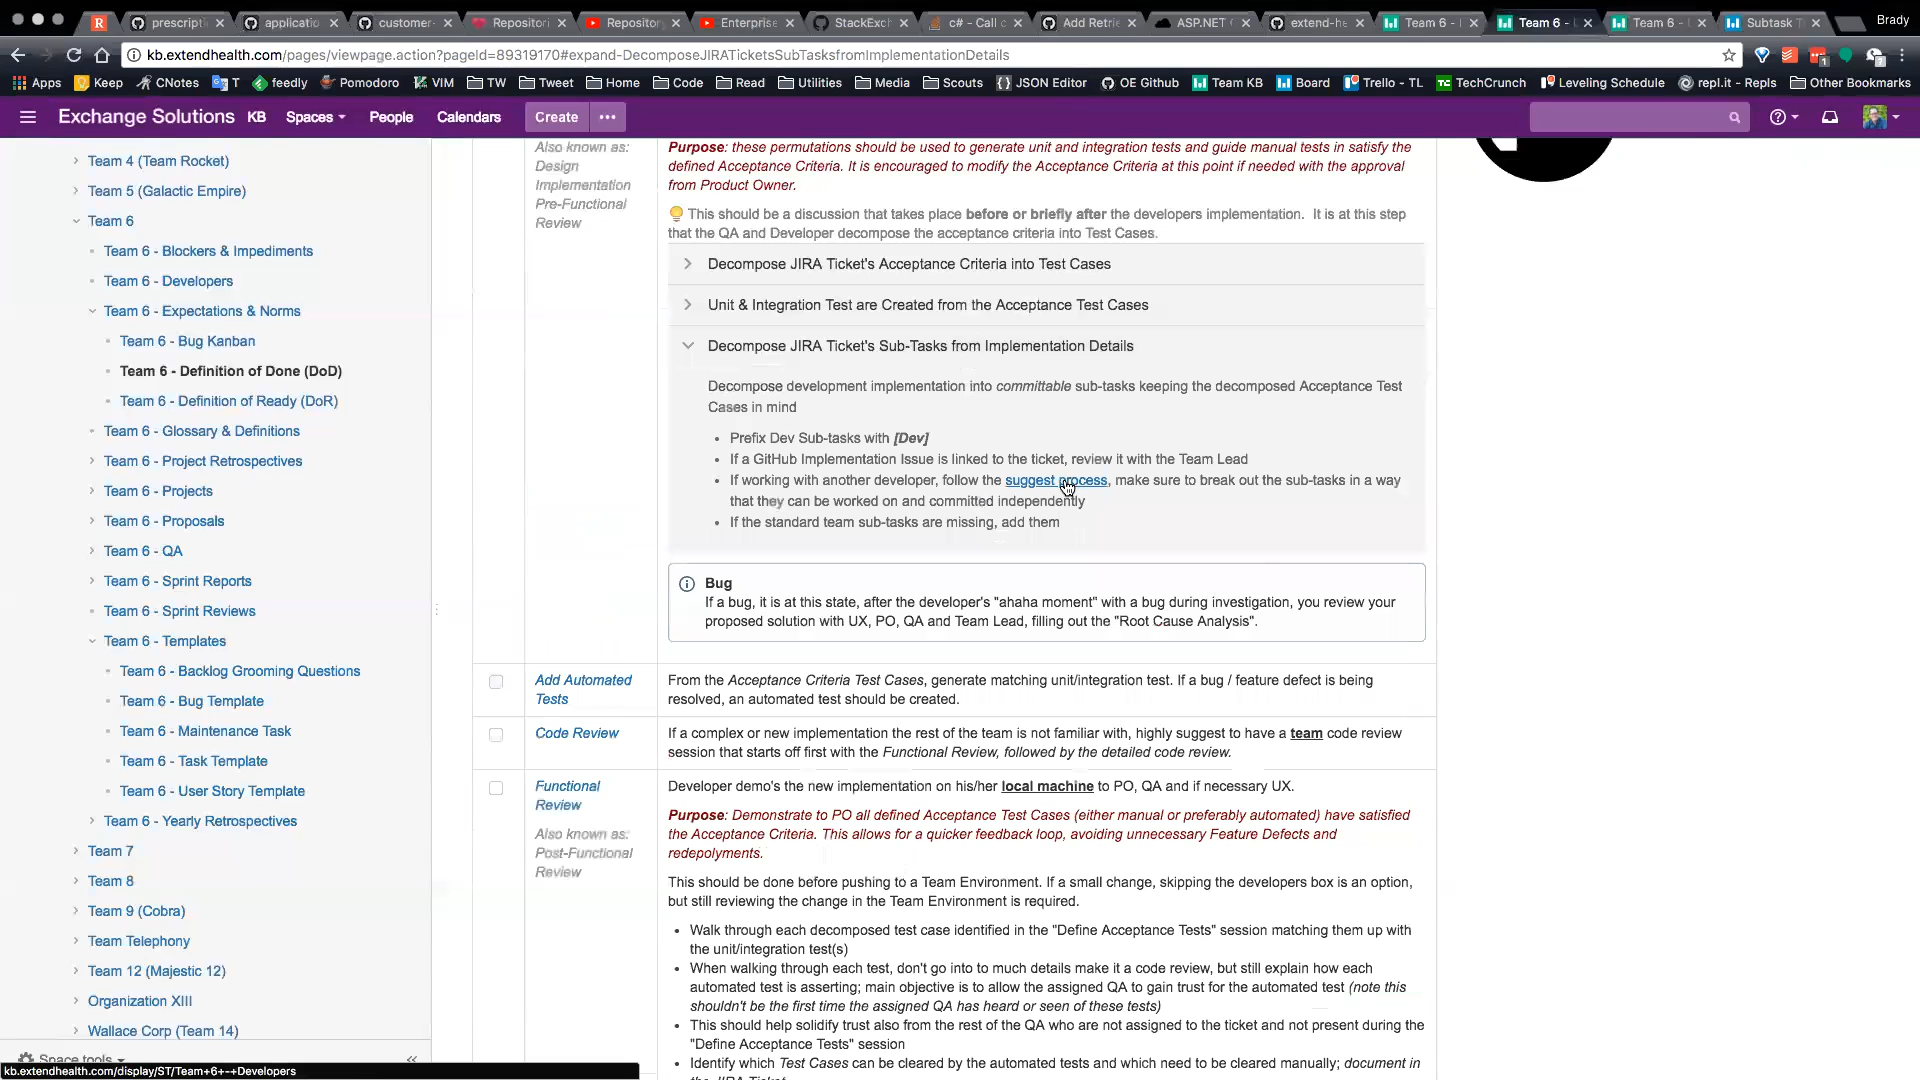 prescript
applicatio
customer-
Repositori
Repository
Enterprise
StackExch
c# - Call c
Add Retrie
ASP.NET C
extend-he
Team 6 -
Team 6 - L
Team 6 -
Subtask T
Brady
kb.extendhealth.com/pages/viewpage.action?pageId=89319170#expand-DecomposeJIRATicketsSubTasksfromImplementationDetails
Apps Keep CNotes T feedly Pomodoro VIM TW Tweet Home Code Read Utilities Media Scouts JSON Editor OE Github Team KB Board Trello - TL TechCrunch Leveling Schedule repl.it - Repls Other Bookmarks
Exchange Solutions KB Spaces People Calendars Create
Team 4 (Team Rocket)
Team 5 (Galactic Empire)
Team 6
Team 6 - Blockers & Impediments
Team 6 - Developers
Team 6 - Expectations & Norms
Team 6 - Bug Kanban
Team 6 - Definition of Done (DoD)
Team 6 - Definition of Ready (DoR)
Team 6 - Glossary & Definitions
Team 6 - Project Retrospectives
Team 6 - Projects
Team 6 - Proposals
Team 6 - QA
Team 6 - Sprint Reports
Team 6 - Sprint Reviews
Team 6 - Templates
Team 6 - Backlog Grooming Questions
Team 6 - Bug Template
Team 6 - Maintenance Task
Team 6 - Task Template
Team 6 - User Story Template
Team 6 - Yearly Retrospectives
Team 7
Team 8
Team 9 (Cobra)
Team Telephony
Team 12 (Majestic 12)
Organization XIII
Wallace Corp (Team 14)
Space tools
kb.extendhealth.com/display/ST/Team+6+-+Developers
Also known as:
Design
Implementation
Pre-Functional
Review
Purpose: these permutations should be used to generate unit and integration tests and guide manual tests in satisfy the
defined Acceptance Criteria. It is encouraged to modify the Acceptance Criteria at this point if needed with the approval
from Product Owner.
This should be a discussion that takes place before or briefly after the developers implementation. It is at this step
that the QA and Developer decompose the acceptance criteria into Test Cases.
Decompose JIRA Ticket's Acceptance Criteria into Test Cases
Unit & Integration Test are Created from the Acceptance Test Cases
Decompose JIRA Ticket's Sub-Tasks from Implementation Details
Decompose development implementation into committable sub-tasks keeping the decomposed Acceptance Test
Cases in mind
• Prefix Dev Sub-tasks with [Dev]
• If a GitHub Implementation Issue is linked to the ticket, review it with the Team Lead
• If working with another developer, follow the suggest process, make sure to break out the sub-tasks in a way
that they can be worked on and committed independently
• If the standard team sub-tasks are missing, add them
Bug
If a bug, it is at this state, after the developer's "ahaha moment" with a bug during investigation, you review your
proposed solution with UX, PO, QA and Team Lead, filling out the "Root Cause Analysis".
Add Automated
Tests
From the Acceptance Criteria Test Cases, generate matching unit/integration test. If a bug / feature defect is being
resolved, an automated test should be created.
Code Review
If a complex or new implementation the rest of the team is not familiar with, highly suggest to have a team code review
session that starts off first with the Functional Review, followed by the detailed code review.
Functional
Review
Also known as:
Post-Functional
Review
Developer demo's the new implementation on his/her local machine to PO, QA and if necessary UX.
Purpose: Demonstrate to PO all defined Acceptance Test Cases (either manual or preferably automated) have satisfied
the Acceptance Criteria. This allows for a quicker feedback loop, avoiding unnecessary Feature Defects and
redepolyments.
This should be done before pushing to a Team Environment. If a small change, skipping the developers box is an option,
but still reviewing the change in the Team Environment is required.
• Walk through each decomposed test case identified in the "Define Acceptance Tests" session matching them up with
the unit/integration test(s)
• When walking through each test, don't go into to much details make it a code review, but still explain how each
automated test is asserting; main objective is to allow the assigned QA to gain trust for the automated test (note this
shouldn't be the first time the assigned QA has heard or seen of these tests)
• This should help solidify trust also from the rest of the QA who are not assigned to the ticket and not present during the
"Define Acceptance Tests" session
• Identify which Test Cases can be cleared by the automated tests and which need to be cleared manually; document in
the JIRA Ticket